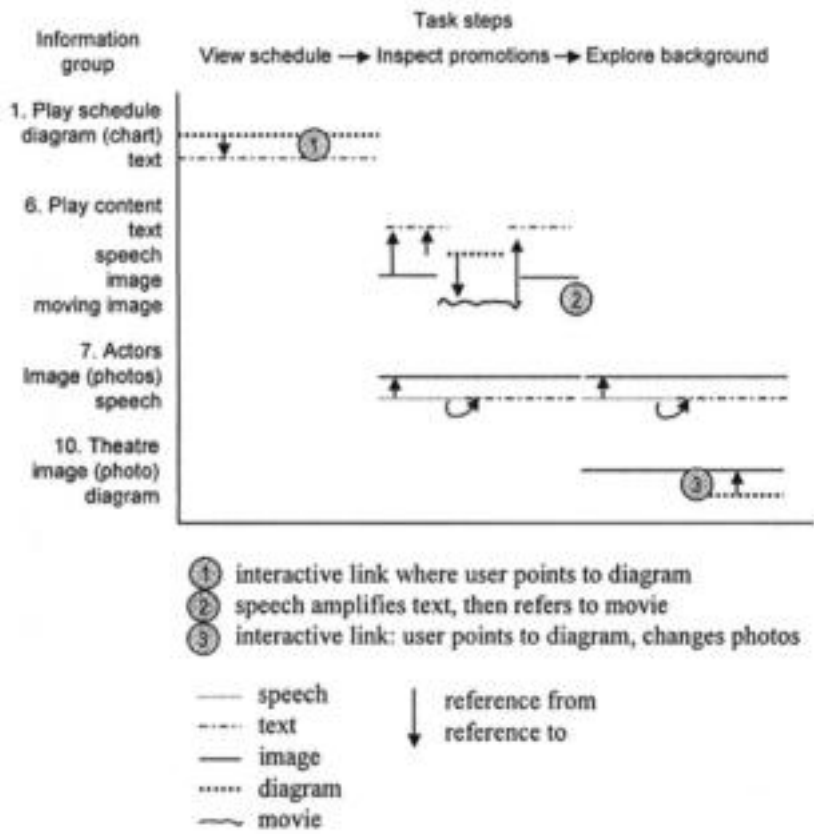 Task steps
Information
group
View schedule → Inspect promotions → Explore background
1. Play schedule
diagram (chart)
text
1
6. Play content
text
speech
image
moving image
2
7. Actors
Image (photos)
speech
10. Theatre
image (photo)
diagram
3
1 interactive link where user points to diagram
2 speech amplifies text, then refers to movie
3 interactive link: user points to diagram, changes photos
speech
text
image
diagram
movie
reference from
reference to